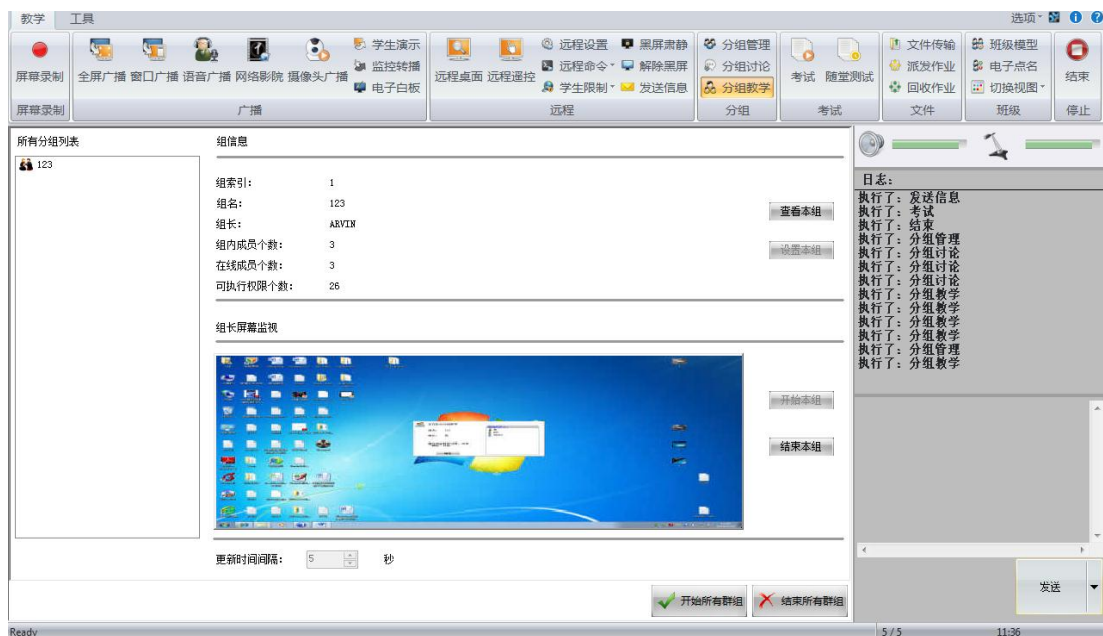 教学 工具 选项
屏幕录制 全屏广播 窗口广播 语音广播 网络影院 摄像头广播 学生演示 监控转播 电子白板
远程桌面 远程遥控 远程设置 黑屏肃静 远程命令 解除黑屏 学生限制 发送信息
分组管理 分组讨论 分组教学
考试 随堂测试
文件传输 派发作业 回收作业
班级模型 电子点名 切换视图
结束
屏幕录制 广播 远程 分组 考试 文件 班级 停止
所有分组列表
123
组信息
组索引: 1
组名: 123
组长: ARVIN
组内成员个数: 3
在线成员个数: 3
可执行权限个数: 26
查看本组
设置本组
组长屏幕监视
开始本组
结束本组
更新时间间隔: 5 秒
开始所有群组 结束所有群组
日志:
执行了: 发送信息
执行了: 考试
执行了: 结束
执行了: 分组管理
执行了: 分组讨论
执行了: 分组讨论
执行了: 分组讨论
执行了: 分组教学
执行了: 分组教学
执行了: 分组教学
执行了: 分组教学
执行了: 分组管理
执行了: 分组教学
发送
Ready 5/5 11:36